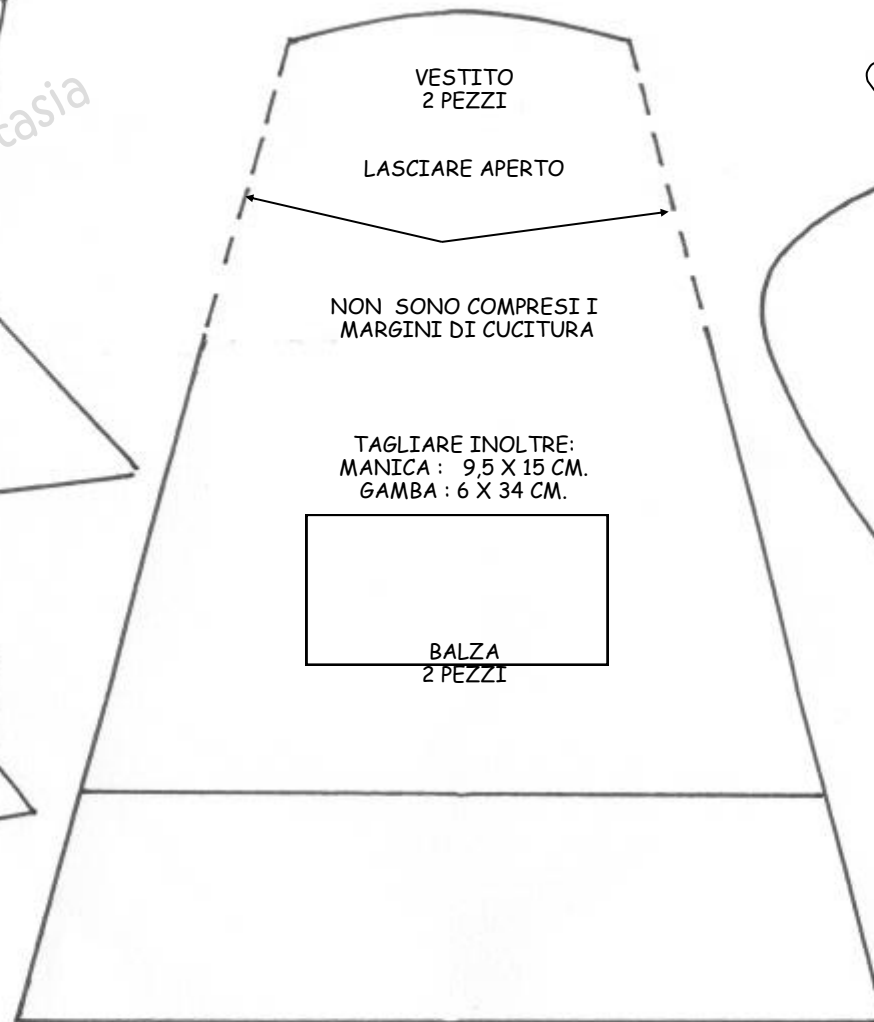 tasia
VESTITO
2 PEZZI
LASCIARE APERTO
NON SONO COMPRESI I
MARGINI DI CUCITURA
TAGLIARE INOLTRE:
MANICA : 9,5 X 15 CM.
GAMBA : 6 X 34 CM.
BALZA
2 PEZZI